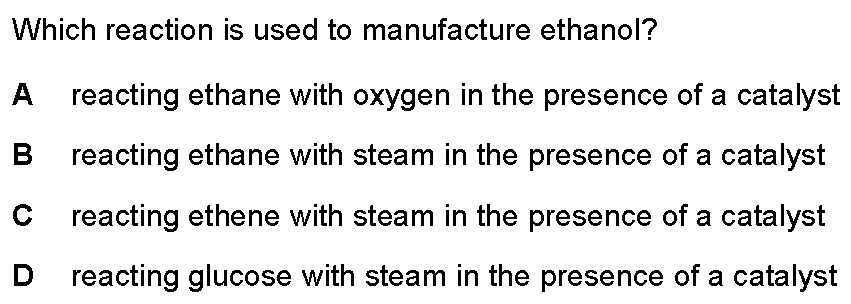 Which reaction is used to manufacture ethanol?
A reacting ethane with oxygen in the presence of a catalyst
B reacting ethane with steam in the presence of a catalyst
C reacting ethene with steam in the presence of a catalyst
D reacting glucose with steam in the presence of a catalyst